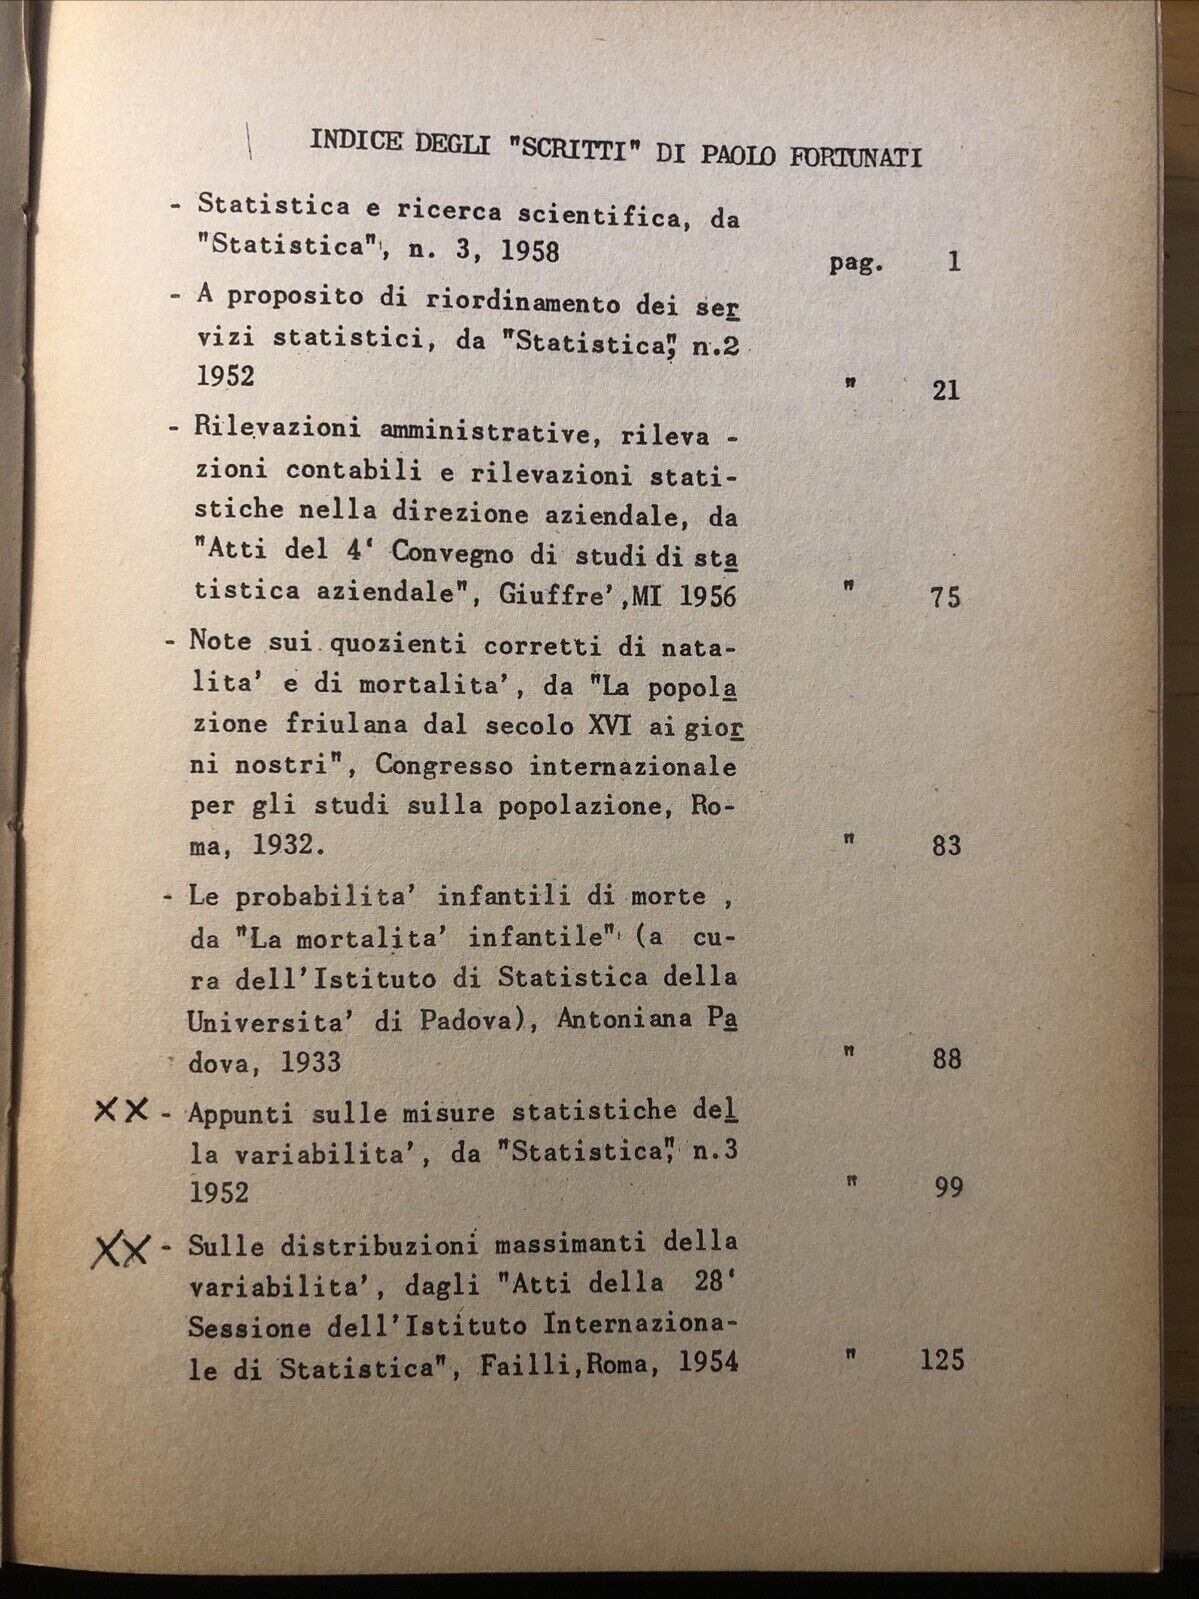 INDICE DEGLI "SCRITTI" DI PAOLO FORTUNATI
- Statistica e ricerca scientifica, da
"Statistica", n. 3, 1958 pag. 1
- A proposito di riordinamento dei ser
vizi statistici, da "Statistica", n.2
1952 " 21
- Rilevazioni amministrative, rileva -
zioni contabili e rilevazioni stati-
stiche nella direzione aziendale, da
"Atti del 4' Convegno di studi di sta
tistica aziendale", Giuffre',MI 1956 " 75
- Note sui quozienti corretti di nata-
lita' e di mortalita', da "La popola
zione friulana dal secolo XVI ai gior
ni nostri", Congresso internazionale
per gli studi sulla popolazione, Ro-
ma, 1932. " 83
- Le probabilita' infantili di morte ,
da "La mortalita' infantile" (a cu-
ra dell'Istituto di Statistica della
Universita' di Padova), Antoniana Pa
dova, 1933 " 88
XX - Appunti sulle misure statistiche del
la variabilita', da "Statistica", n.3
1952 " 99
XX - Sulle distribuzioni massimanti della
variabilita', dagli "Atti della 28'
Sessione dell'Istituto Internaziona-
le di Statistica", Failli,Roma, 1954 " 125